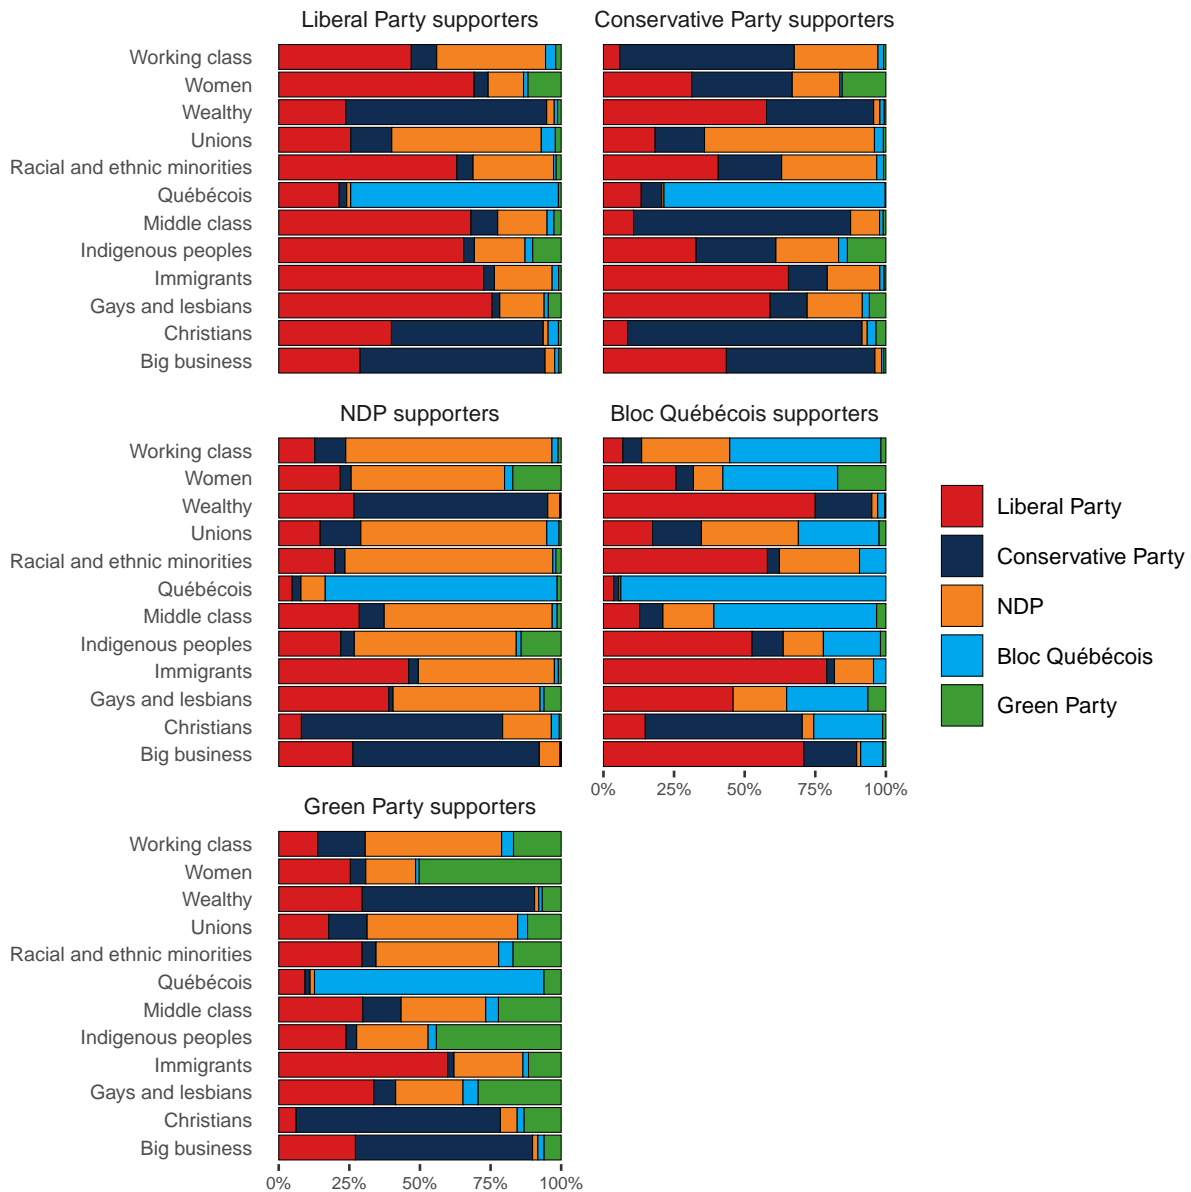 Liberal Party supporters
Conservative Party supporters
Working class
Women
Wealthy
Unions
Racial and ethnic minorities
Québécois
Middle class
Indigenous peoples
Immigrants
Gays and lesbians
Christians
Big business
NDP supporters
Bloc Québécois supporters
Working class
Women
Wealthy
Unions
Racial and ethnic minorities
Québécois
Middle class
Indigenous peoples
Immigrants
Gays and lesbians
Christians
Big business
0% 25% 50% 75% 100%
Green Party supporters
Working class
Women
Wealthy
Unions
Racial and ethnic minorities
Québécois
Middle class
Indigenous peoples
Immigrants
Gays and lesbians
Christians
Big business
0% 25% 50% 75% 100%
Liberal Party
Conservative Party
NDP
Bloc Québécois
Green Party